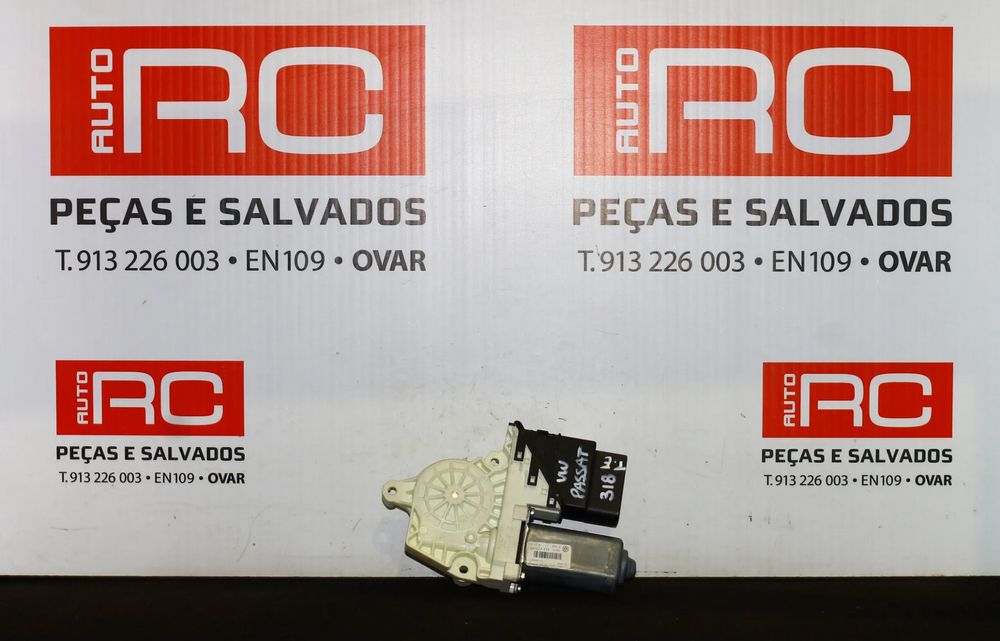 AUTO RC
PEÇAS E SALVADOS
T. 913 226 003 • EN109 • OVAR
AUTO RC
PEÇAS E SALVADOS
T. 913 226 003 • EN109 • OVAR
AUTO RC
PEÇAS E SALVADOS
T. 913 226 003 • EN109 • OVAR
AUTO RC
PEÇAS E SALVADOS
T. 913 226 003 • EN109 • OVAR
VW
PASSAT
318